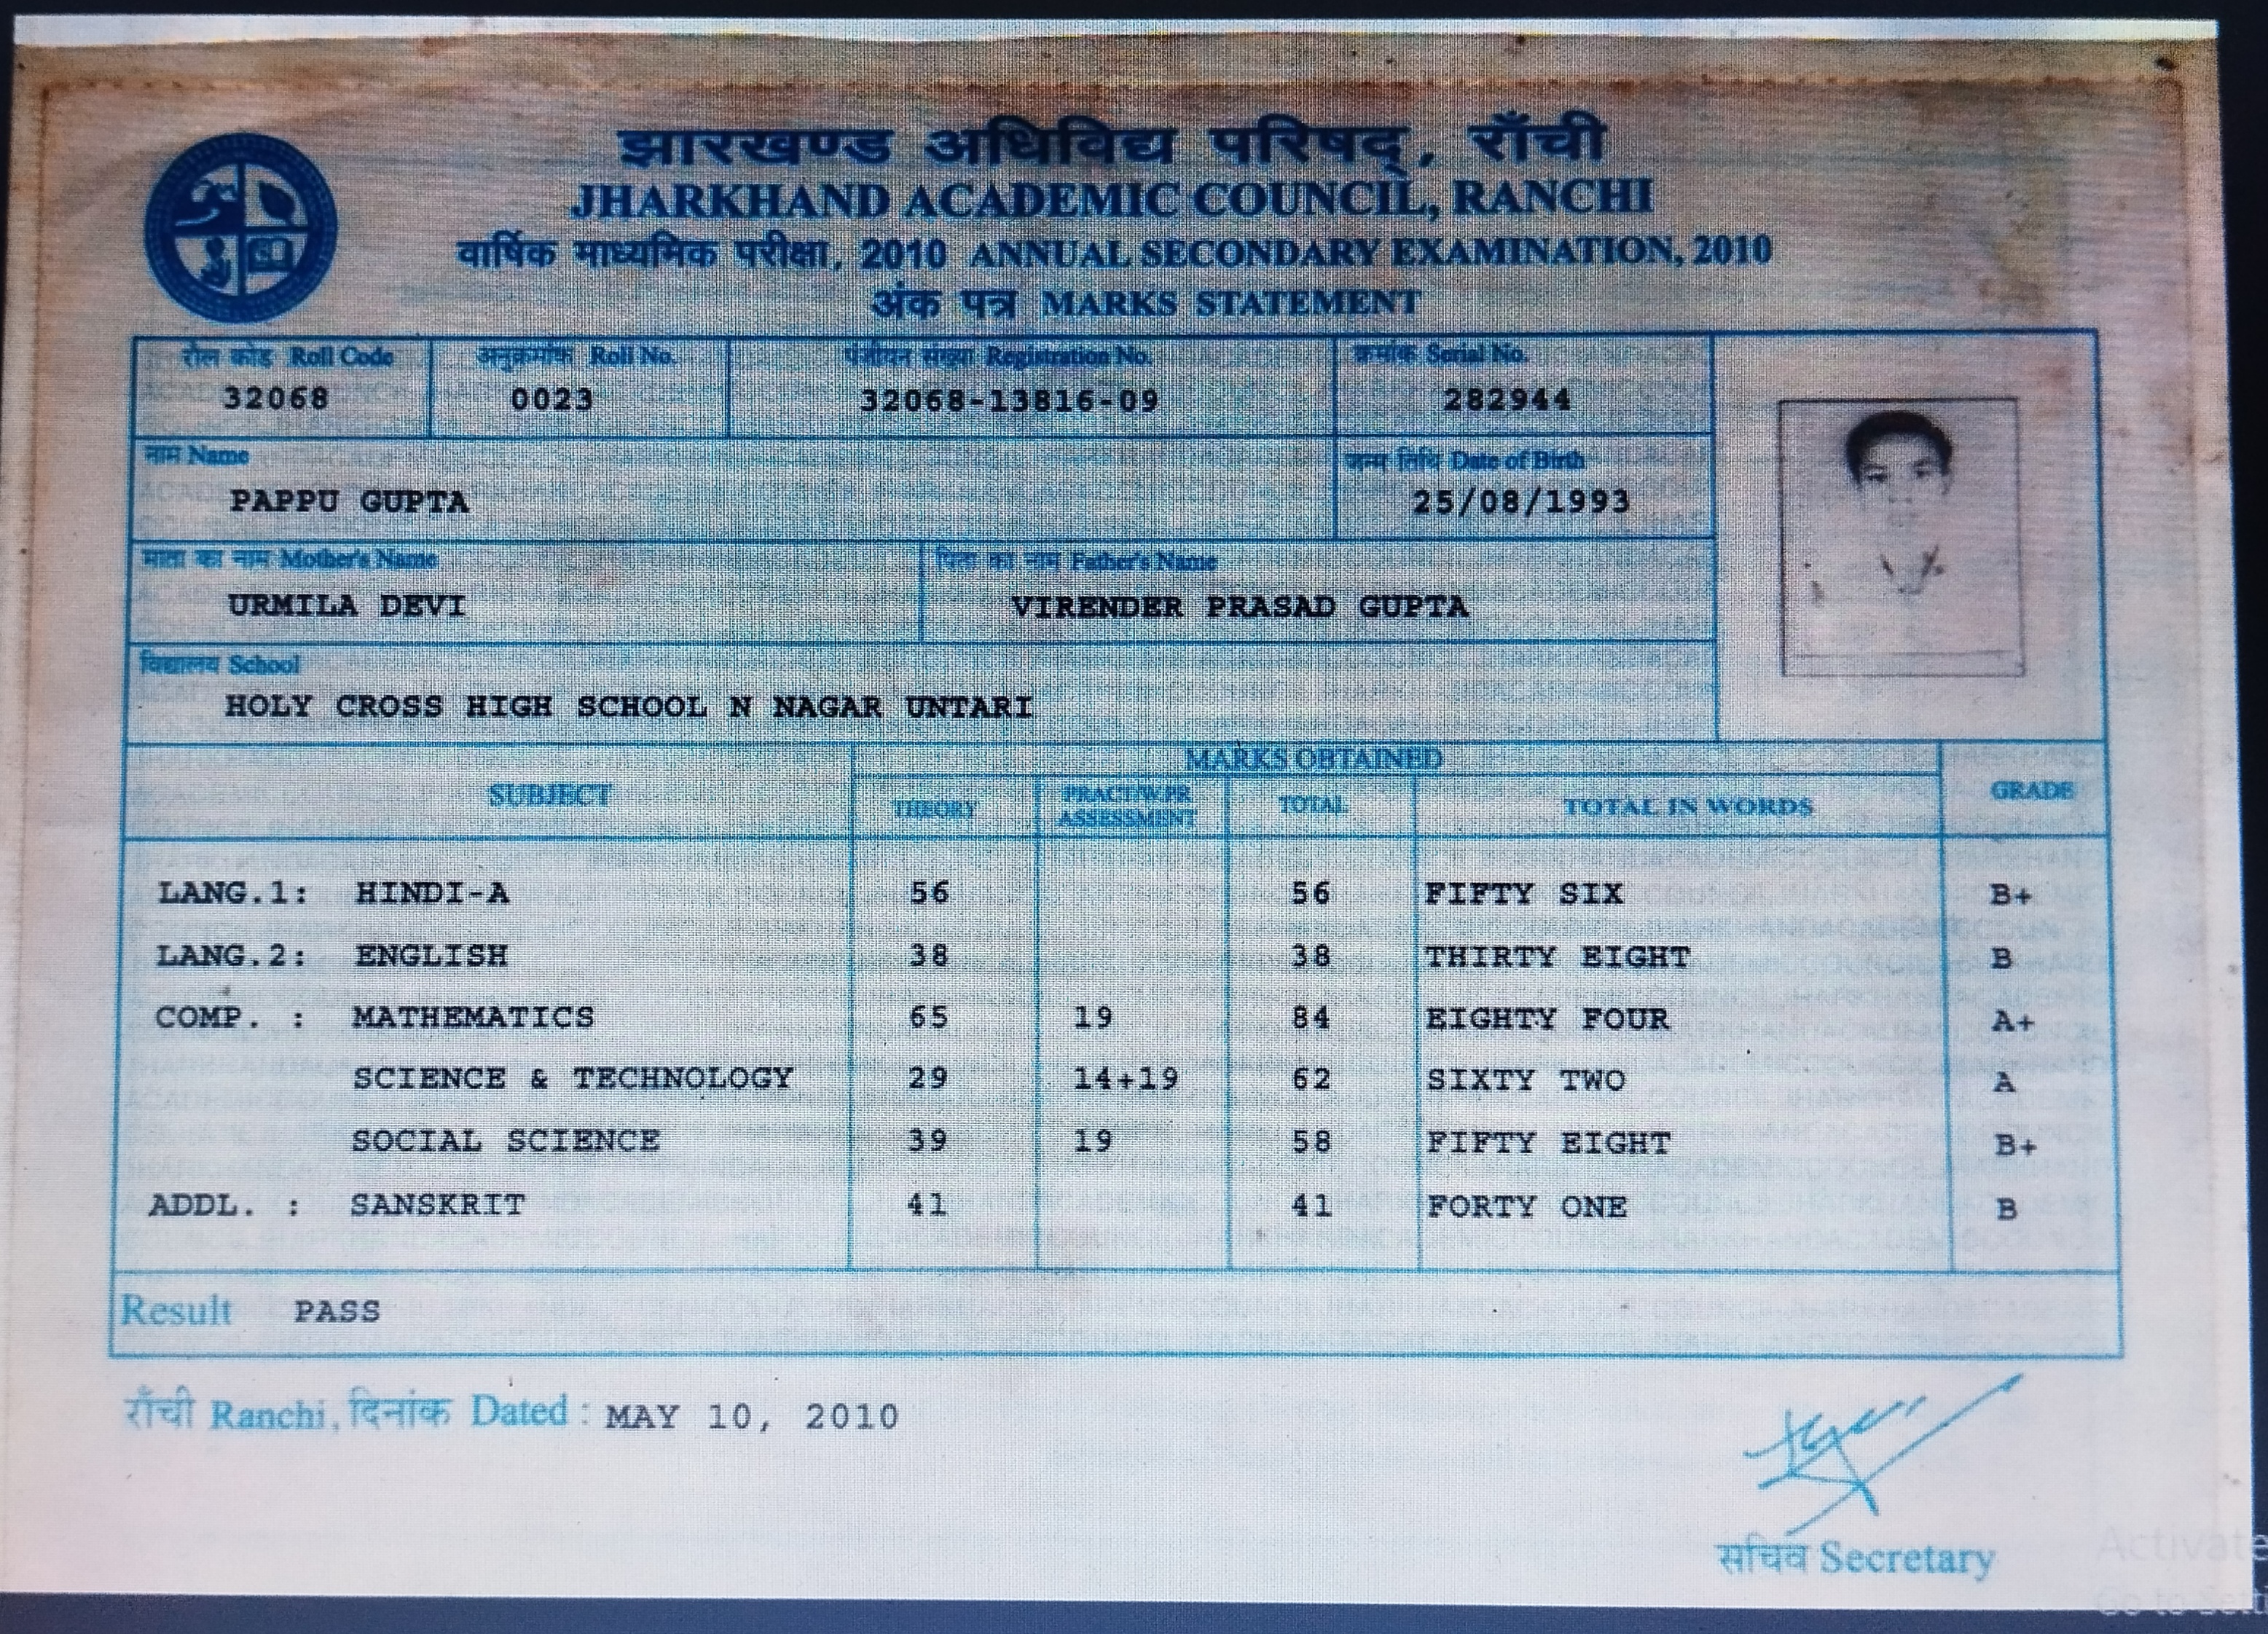 झारखण्ड अधिविद्य परिषद्, राँची
JHARKHAND ACADEMIC COUNCIL, RANCHI
वार्षिक माध्यमिक परीक्षा, 2010 ANNUAL SECONDARY EXAMINATION, 2010
अंक पत्र MARKS STATEMENT
रोल कोड Roll Code अनुक्रमांक Roll No. पंजीयन संख्या Registration No. क्रमांक Serial No.
32068 0023 32068-13816-09 282944
नाम Name जन्म तिथि Date of Birth
PAPPU GUPTA 25/08/1993
माता का नाम Mother's Name पिता का नाम Father's Name
URMILA DEVI VIRENDER PRASAD GUPTA
विद्यालय School
HOLY CROSS HIGH SCHOOL N NAGAR UNTARI
MARKS OBTAINED
SUBJECT THEORY PRACT/W.PR ASSESSMENT TOTAL TOTAL IN WORDS GRADE
LANG.1: HINDI-A 56 56 FIFTY SIX B+
LANG.2: ENGLISH 38 38 THIRTY EIGHT B
COMP. : MATHEMATICS 65 19 84 EIGHTY FOUR A+
SCIENCE & TECHNOLOGY 29 14+19 62 SIXTY TWO A
SOCIAL SCIENCE 39 19 58 FIFTY EIGHT B+
ADDL. : SANSKRIT 41 41 FORTY ONE B
Result PASS
राँची Ranchi, दिनांक Dated : MAY 10, 2010
सचिव Secretary
Activate
Go to